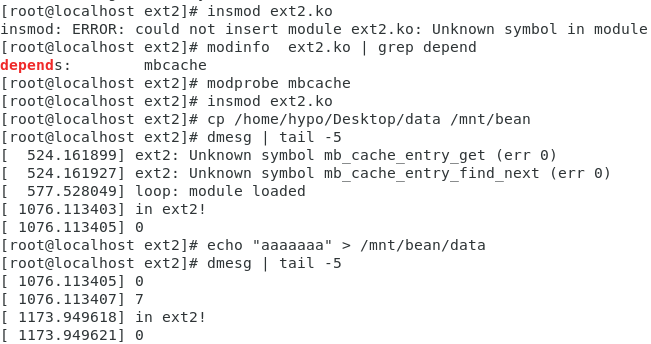 [root@localhost ext2]# insmod ext2.ko
insmod: ERROR: could not insert module ext2.ko: Unknown symbol in module
[root@localhost ext2]# modinfo  ext2.ko | grep depend
depends:        mbcache
[root@localhost ext2]# modprobe mbcache
[root@localhost ext2]# insmod ext2.ko
[root@localhost ext2]# cp /home/hypo/Desktop/data /mnt/bean
[root@localhost ext2]# dmesg | tail -5
[  524.161899] ext2: Unknown symbol mb_cache_entry_get (err 0)
[  524.161927] ext2: Unknown symbol mb_cache_entry_find_next (err 0)
[  577.528049] loop: module loaded
[ 1076.113403] in ext2!
[ 1076.113405] 0
[root@localhost ext2]# echo "aaaaaaa" > /mnt/bean/data
[root@localhost ext2]# dmesg | tail -5
[ 1076.113405] 0
[ 1076.113407] 7
[ 1173.949618] in ext2!
[ 1173.949621] 0